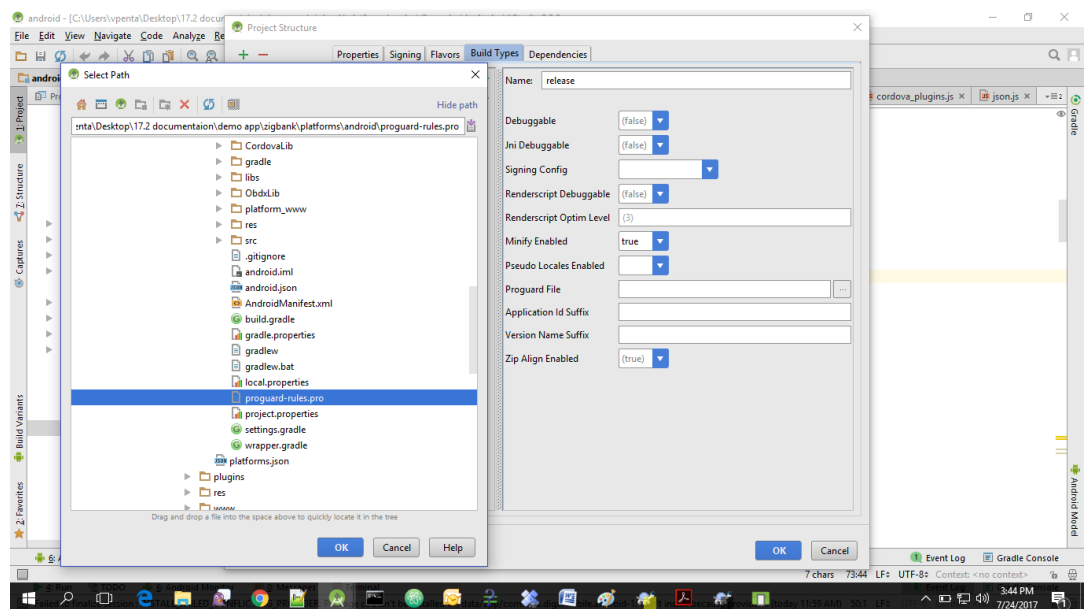 android - [C:\Users\vpenta\Desktop\17.2 docur
File Edit View Navigate Code Analyze Re
Project Structure
Properties Signing Flavors Build Types Dependencies
androi
Select Path
Hide path
:nta\Desktop\17.2 documentaion\demo app\zigbank\platforms\android\proguard-rules.pro
CordovaLib
gradle
libs
ObdxLib
platform_www
res
src
.gitignore
android.iml
android.json
AndroidManifest.xml
build.gradle
gradle.properties
gradlew
gradlew.bat
local.properties
proguard-rules.pro
project.properties
settings.gradle
wrapper.gradle
platforms.json
plugins
res
www
Drag and drop a file into the space above to quickly locate it in the tree
OK Cancel Help
Name: release
Debuggable (false)
Jni Debuggable (false)
Signing Config
Renderscript Debuggable (false)
Renderscript Optim Level (3)
Minify Enabled true
Pseudo Locales Enabled
Proguard File ...
Application Id Suffix
Version Name Suffix
Zip Align Enabled (true)
OK Cancel
cordova_plugins.js json.js 2
1: Project
7: Structure
Captures
Build Variants
2: Favorites
Gradle
Android Model
6:
1 Event Log Gradle Console
7 chars 73:44 LF÷ UTF-8÷ Context: <no context>
3:44 PM
7/24/2017